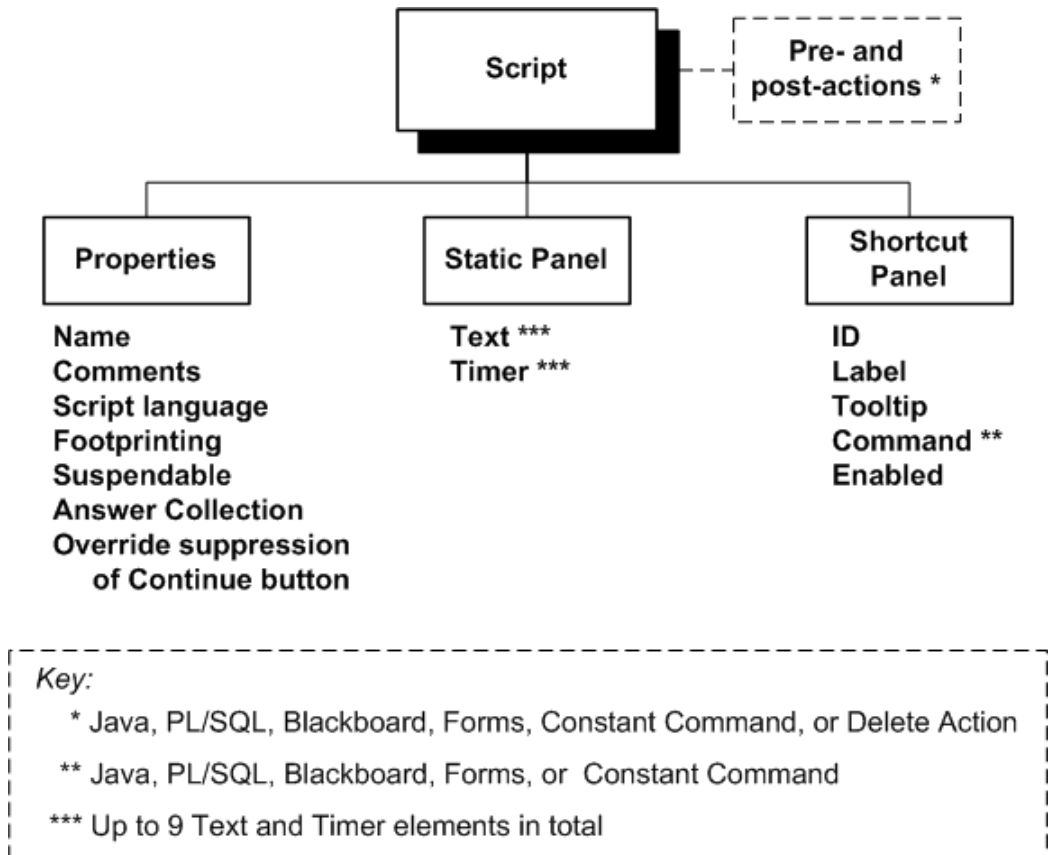 Script
Pre- and
post-actions *
Properties
Static Panel
Shortcut
Panel
Name
Comments
Script language
Footprinting
Suspendable
Answer Collection
Override suppression
of Continue button
Text ***
Timer ***
ID
Label
Tooltip
Command **
Enabled
Key:
* Java, PL/SQL, Blackboard, Forms, Constant Command, or Delete Action
** Java, PL/SQL, Blackboard, Forms, or Constant Command
*** Up to 9 Text and Timer elements in total